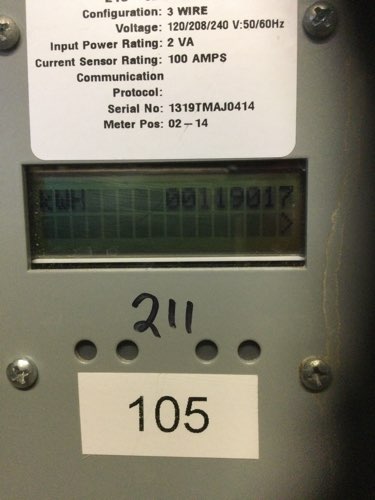 Configuration: 3 WIRE
Voltage: 120/208/240 V:50/60Hz
Input Power Rating: 2 VA
Current Sensor Rating: 100 AMPS
Communication
Protocol:
Serial No: 1319TMAJ0414
Meter Pos: 02-14
KWH 00119017
>
211
105